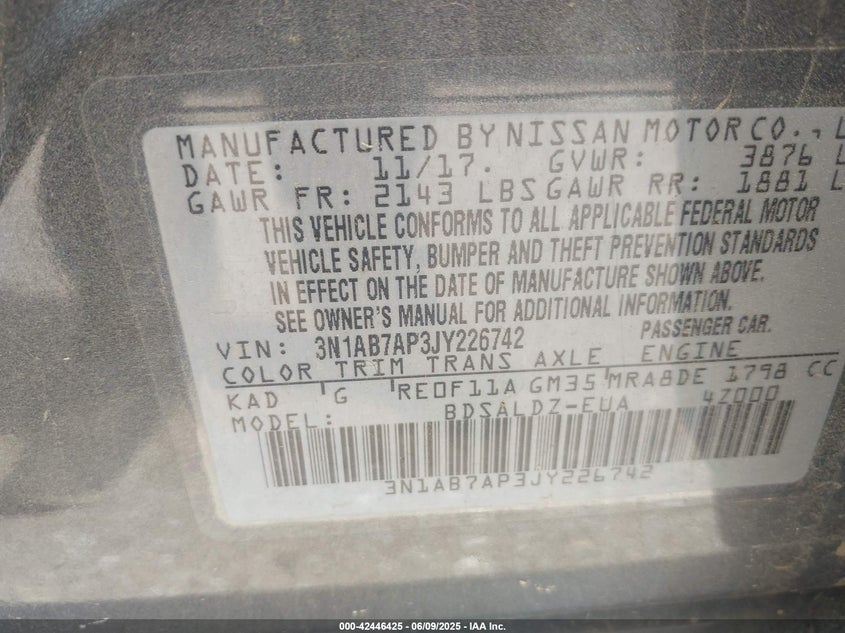 MANUFACTURED BY NISSAN MOTOR CO., L
DATE: 11/17. GVWR: 3876 L
GAWR FR: 2143 LBS GAWR RR: 1881 L
THIS VEHICLE CONFORMS TO ALL APPLICABLE FEDERAL MOTOR
VEHICLE SAFETY, BUMPER AND THEFT PREVENTION STANDARDS
IN EFFECT ON THE DATE OF MANUFACTURE SHOWN ABOVE.
SEE OWNER'S MANUAL FOR ADDITIONAL INFORMATION.
VIN: 3N1AB7AP3JY226742 PASSENGER CAR.
COLOR TRIM TRANS AXLE ENGINE
KAD G RE0F11A GM35 MRA8DE 1798 CC
MODEL: BDSALDZ-EUA 4Z000
3N1AB7AP3JY226742
000-42446425 | 06/09/2025 - IAA Inc.